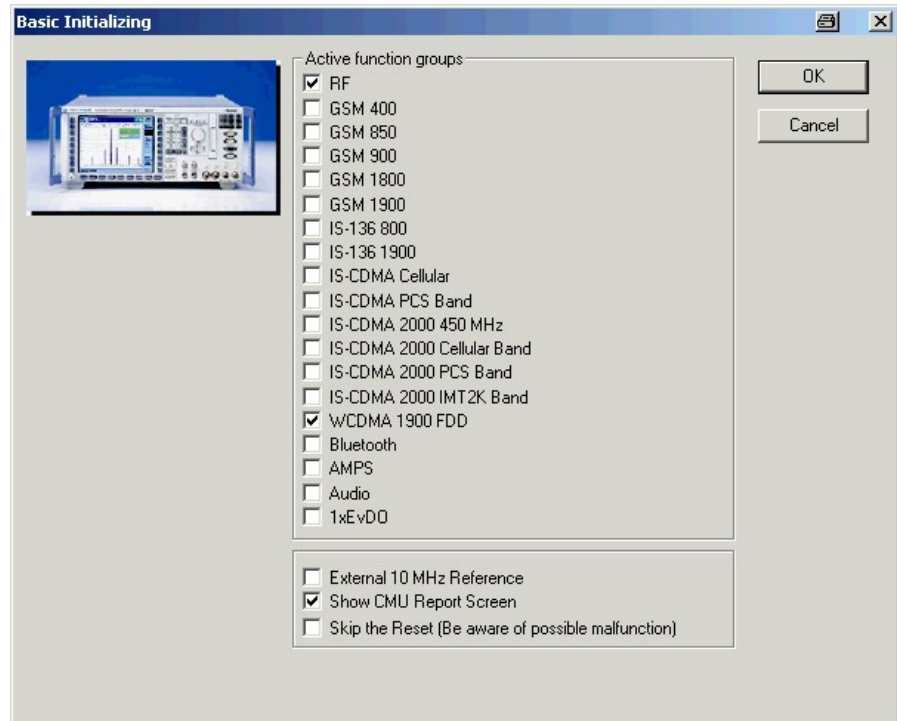 Basic Initializing
Active function groups
RF
GSM 400
GSM 850
GSM 900
GSM 1800
GSM 1900
IS-136 800
IS-136 1900
IS-CDMA Cellular
IS-CDMA PCS Band
IS-CDMA 2000 450 MHz
IS-CDMA 2000 Cellular Band
IS-CDMA 2000 PCS Band
IS-CDMA 2000 IMT2K Band
WCDMA 1900 FDD
Bluetooth
AMPS
Audio
1xEvDO
External 10 MHz Reference
Show CMU Report Screen
Skip the Reset (Be aware of possible malfunction)
OK
Cancel